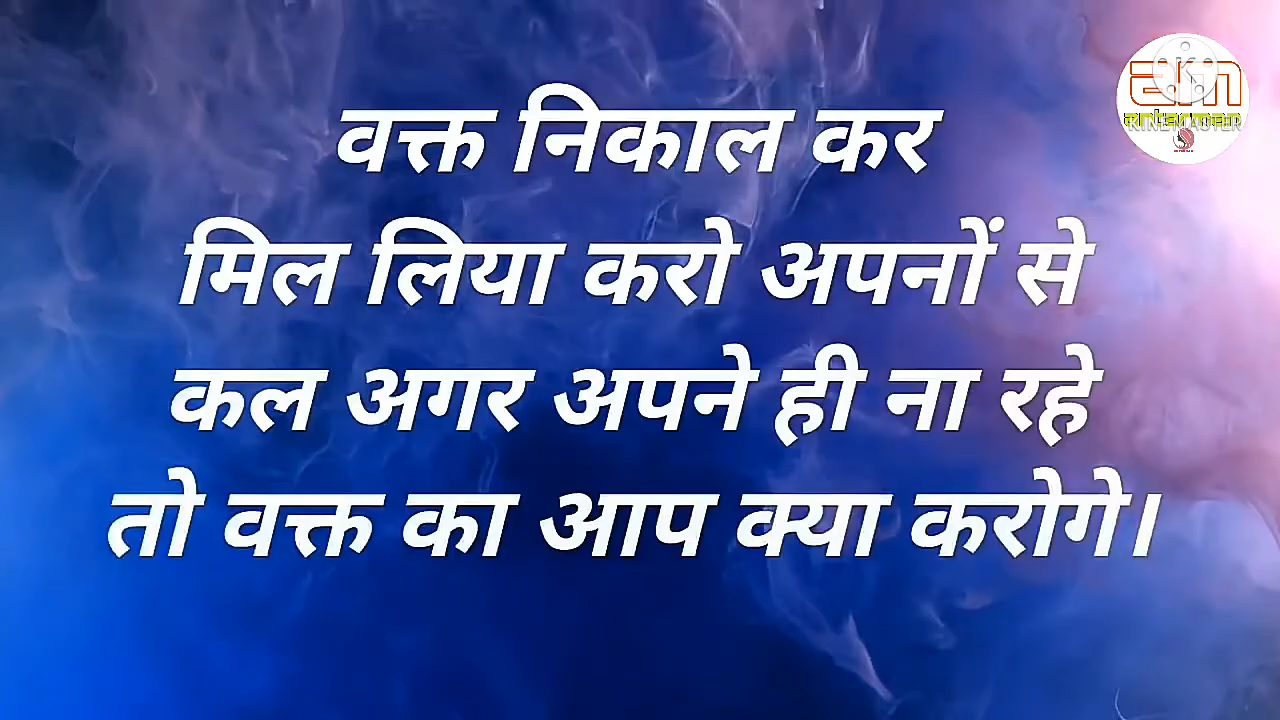 वक्त निकाल कर
मिल लिया करो अपनों से
कल अगर अपने ही ना रहे
तो वक्त का आप क्या करोगे।